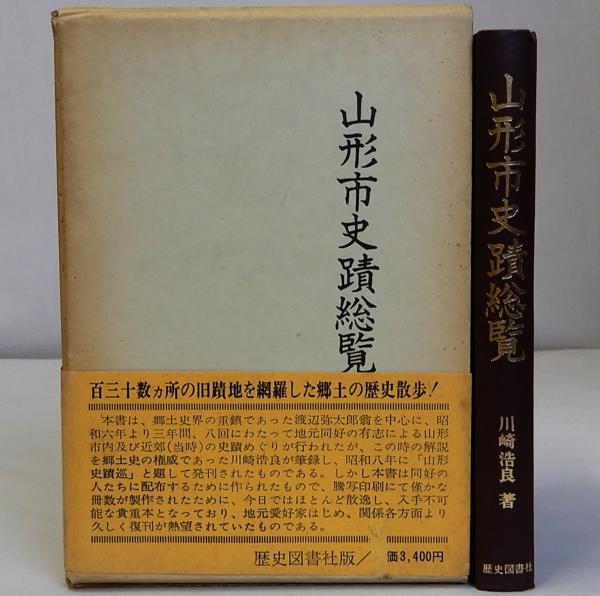 山形市史蹟総覧
百三十数ヵ所の旧蹟地を網羅した郷土の歴史散歩!
本書は、郷土史界の重鎮であった渡辺弥太郎翁を中心に、昭
和六年より三年間、八回にわたって地元同好の有志による山形
市内及び近郊(当時)の史蹟めぐりが行われたが、この時の解説
を郷土史の権威であった川崎浩良が筆録し、昭和八年に「山形
史蹟巡」と題して発刊されたものである。しかし本書は同好の
人たちに配布するために作られたもので、騰写印刷にて僅かな
冊数が製作されたために、今日ではほとんど散逸し、入手不可
能な貴重本となっており、地元愛好家はじめ、関係各方面より
久しく復刊が熱望されていたものである。
歴史図書社版/ 価3,400円
山形市史蹟総覧
川崎浩良 著
歴史図書社